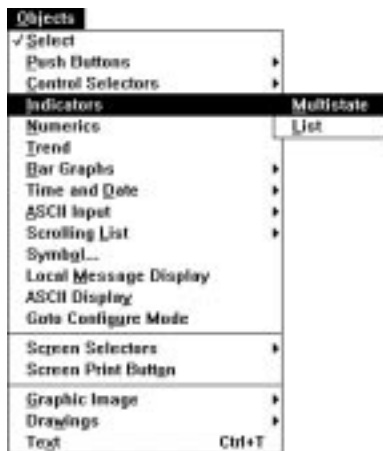 Objects
✓Select
Push Buttons
Control Selectors
Indicators
Multistate
List
Numerics
Trend
Bar Graphs
Time and Date
ASCII Input
Scrolling List
Symbol...
Local Message Display
ASCII Display
Goto Configure Mode
Screen Selectors
Screen Print Button
Graphic Image
Drawings
Text Ctrl+T